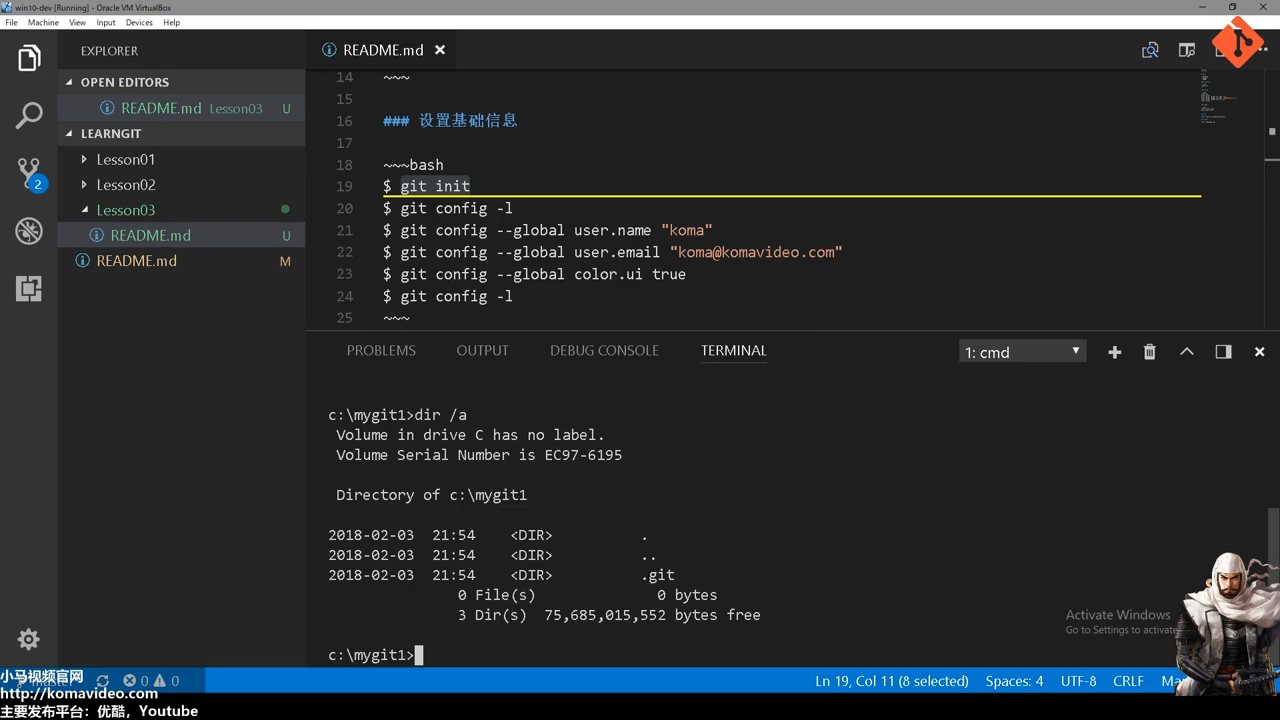 win10-dev [Running] - Oracle VM VirtualBox
File Machine View Input Devices Help
EXPLORER
OPEN EDITORS
README.md Lesson03 U
LEARNGIT
Lesson01
Lesson02
Lesson03
README.md U
README.md M
2
README.md
14 ~~~
15
16 ### 设置基础信息
17
18 ~~~bash
19 $ git init
20 $ git config -l
21 $ git config --global user.name "koma"
22 $ git config --global user.email "koma@komavideo.com"
23 $ git config --global color.ui true
24 $ git config -l
25 ~~~
PROBLEMS OUTPUT DEBUG CONSOLE TERMINAL 1: cmd
c:\mygit1>dir /a
Volume in drive C has no label.
Volume Serial Number is EC97-6195
Directory of c:\mygit1
2018-02-03 21:54 <DIR> .
2018-02-03 21:54 <DIR> ..
2018-02-03 21:54 <DIR> .git
0 File(s) 0 bytes
3 Dir(s) 75,685,015,552 bytes free
c:\mygit1>
Activate Windows
Go to Settings to activate
小马视频官网
http://komavideo.com
主要发布平台：优酷，Youtube
0 0 Ln 19, Col 11 (8 selected) Spaces: 4 UTF-8 CRLF